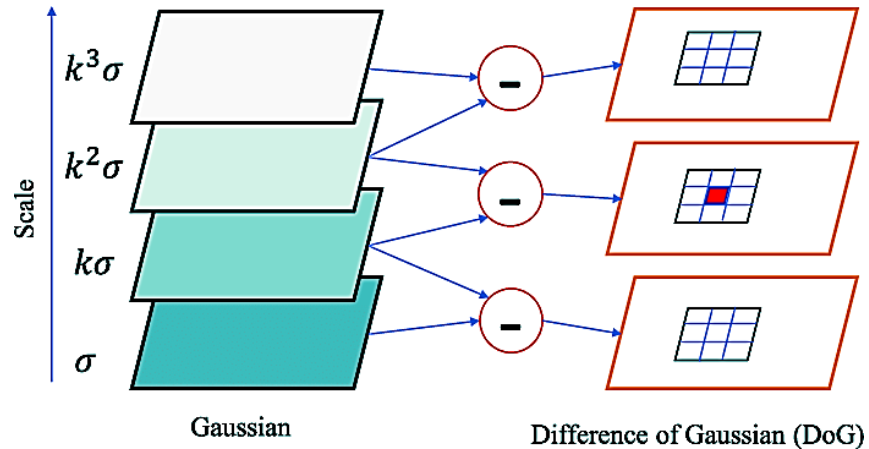 Scale
k³σ
k²σ
kσ
σ
-
-
-
Gaussian
Difference of Gaussian (DoG)